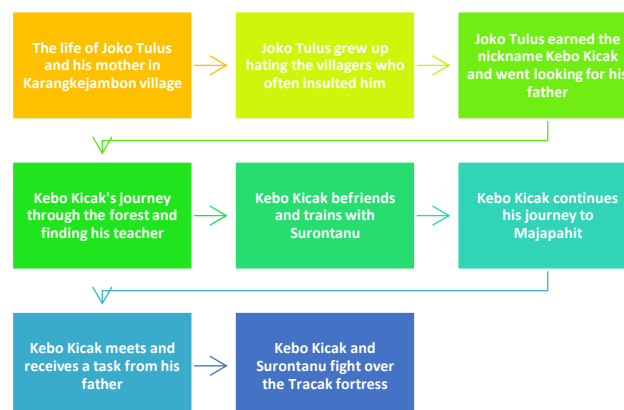 The life of Joko Tulus
and his mother in
Karangkejambon village
Joko Tulus grew up
hating the villagers who
often insulted him
Joko Tulus earned the
nickname Kebo Kicak
and went looking for his
father
Kebo Kicak's journey
through the forest and
finding his teacher
Kebo Kicak befriends
and trains with
Surontanu
Kebo Kicak continues
his journey to
Majapahit
Kebo Kicak meets and
receives a task from his
father
Kebo Kicak and
Surontanu fight over
the Tracak fortress